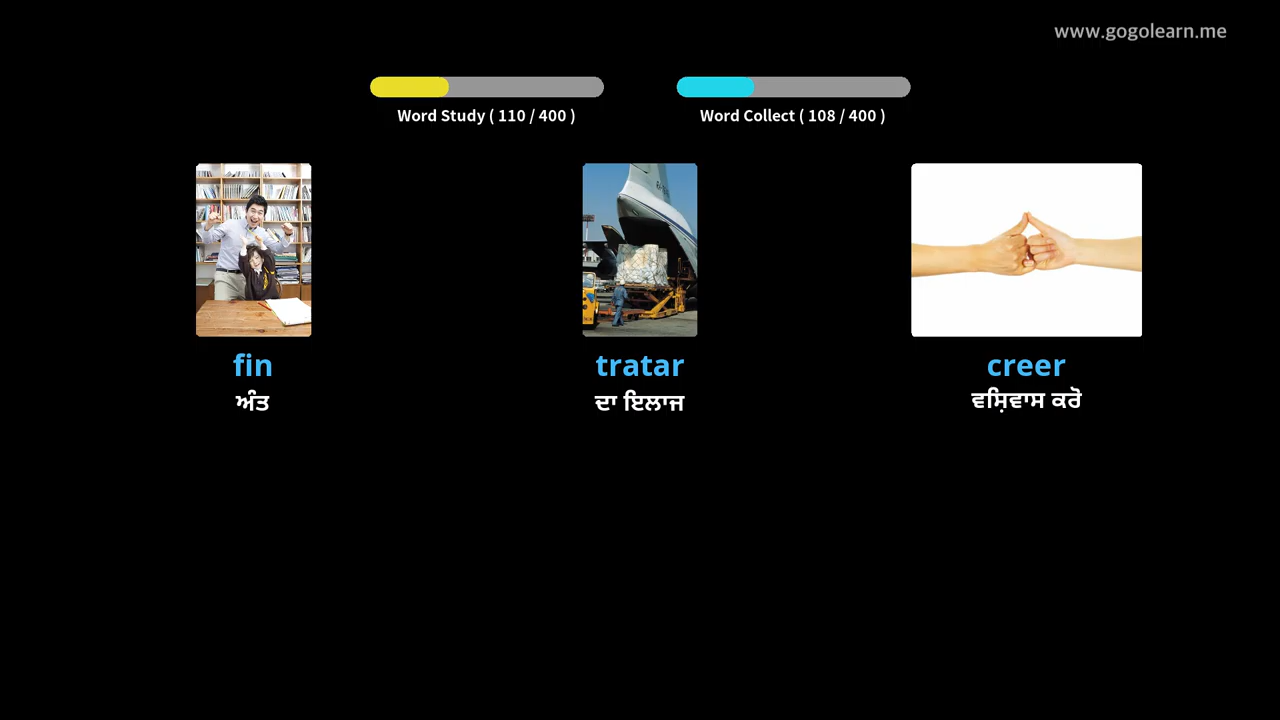 www.gogolearn.me
Word Study ( 110 / 400 )
Word Collect ( 108 / 400 )
fin
ਅੰਤ
tratar
ਦਾ ਇਲਾਜ
creer
ਵਸ਼ਿਵਾਸ ਕਰੋ